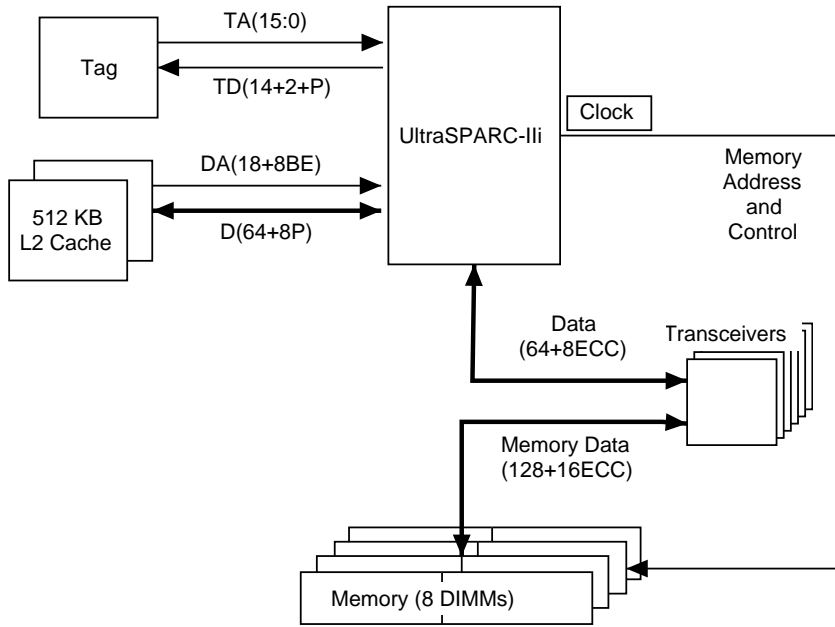 TA(15:0)
Tag
TD(14+2+P)
UltraSPARC-IIi
Clock
Memory
Address
and
Control
DA(18+8BE)
512 KB
L2 Cache
D(64+8P)
Data
(64+8ECC)
Transceivers
Memory Data
(128+16ECC)
Memory (8 DIMMs)